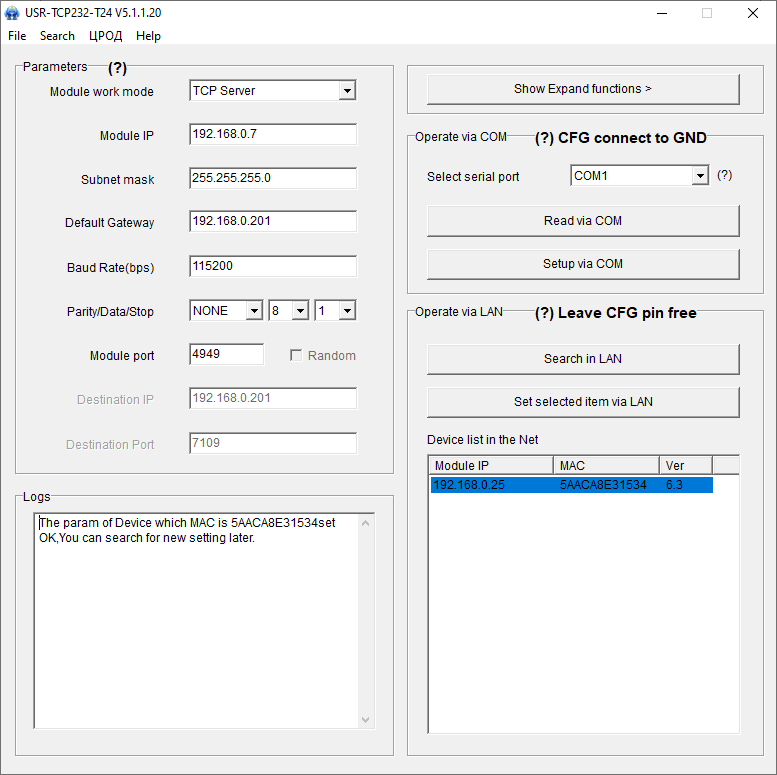 USR-TCP232-T24 V5.1.1.20
File Search ЦРОД Help
Parameters (?)
Module work mode TCP Server
Module IP 192.168.0.7
Subnet mask 255.255.255.0
Default Gateway 192.168.0.201
Baud Rate(bps) 115200
Parity/Data/Stop NONE 8 1
Module port 4949 Random
Destination IP 192.168.0.201
Destination Port 7109
Logs
The param of Device which MAC is 5AACA8E31534set
OK,You can search for new setting later.
Show Expand functions >
Operate via COM (?) CFG connect to GND
Select serial port COM1 (?)
Read via COM
Setup via COM
Operate via LAN (?) Leave CFG pin free
Search in LAN
Set selected item via LAN
Device list in the Net
Module IP MAC Ver
192.168.0.25 5AACA8E31534 6.3